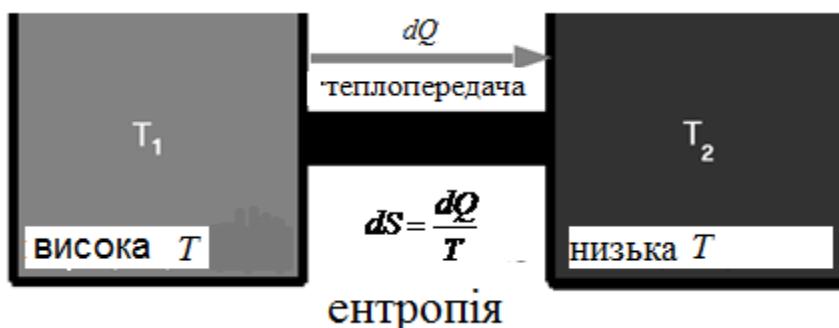 dQ
теплопередача
T₁
T₂
dS = dQ/T
висока T
низька T
ентропія